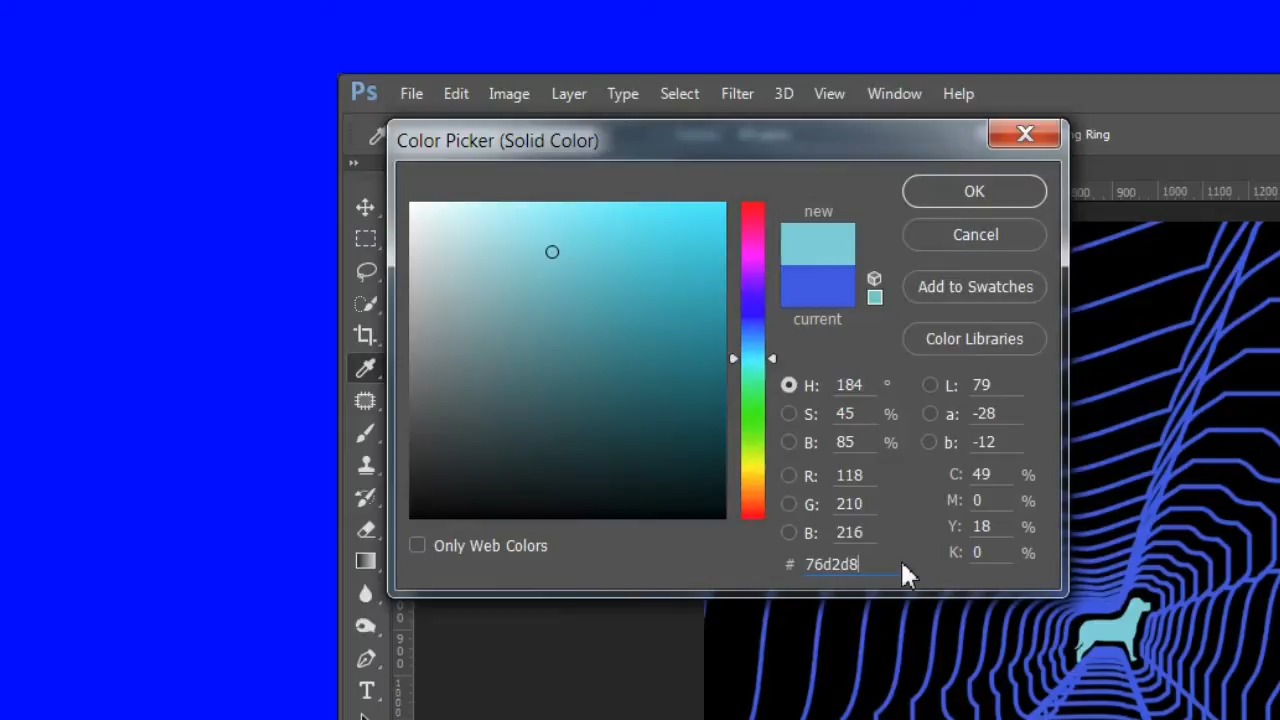 Ps File Edit Image Layer Type Select Filter 3D View Window Help
Color Picker (Solid Color)
Ring
900 1000 1100 1200
new
OK
Cancel
Add to Swatches
current
Color Libraries
H: 184 °
L: 79
S: 45 %
a: -28
B: 85 %
b: -12
R: 118
C: 49 %
G: 210
M: 0 %
B: 216
Y: 18 %
K: 0 %
Only Web Colors
# 76d2d8
T